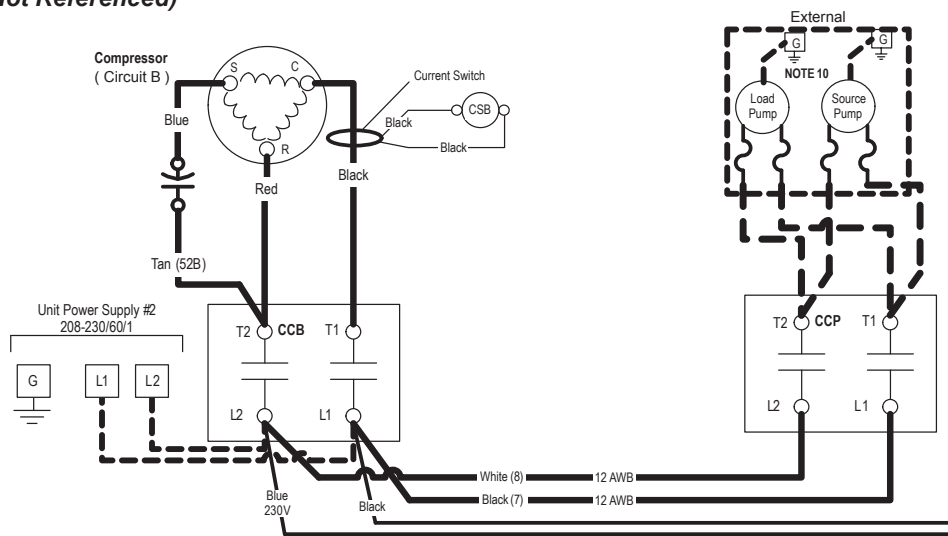 ot Referenced)
Compressor
( Circuit B )
S
C
R
Current Switch
CSB
Black
Black
Blue
Red
Black
Tan (52B)
Unit Power Supply #2
208-230/60/1
G
L1
L2
T2
CCB
T1
L2
L1
External
G
G
NOTE 10
Load
Pump
Source
Pump
T2
CCP
T1
L2
L1
White (8)
12 AWB
Black (7)
12 AWB
Blue
230V
Black